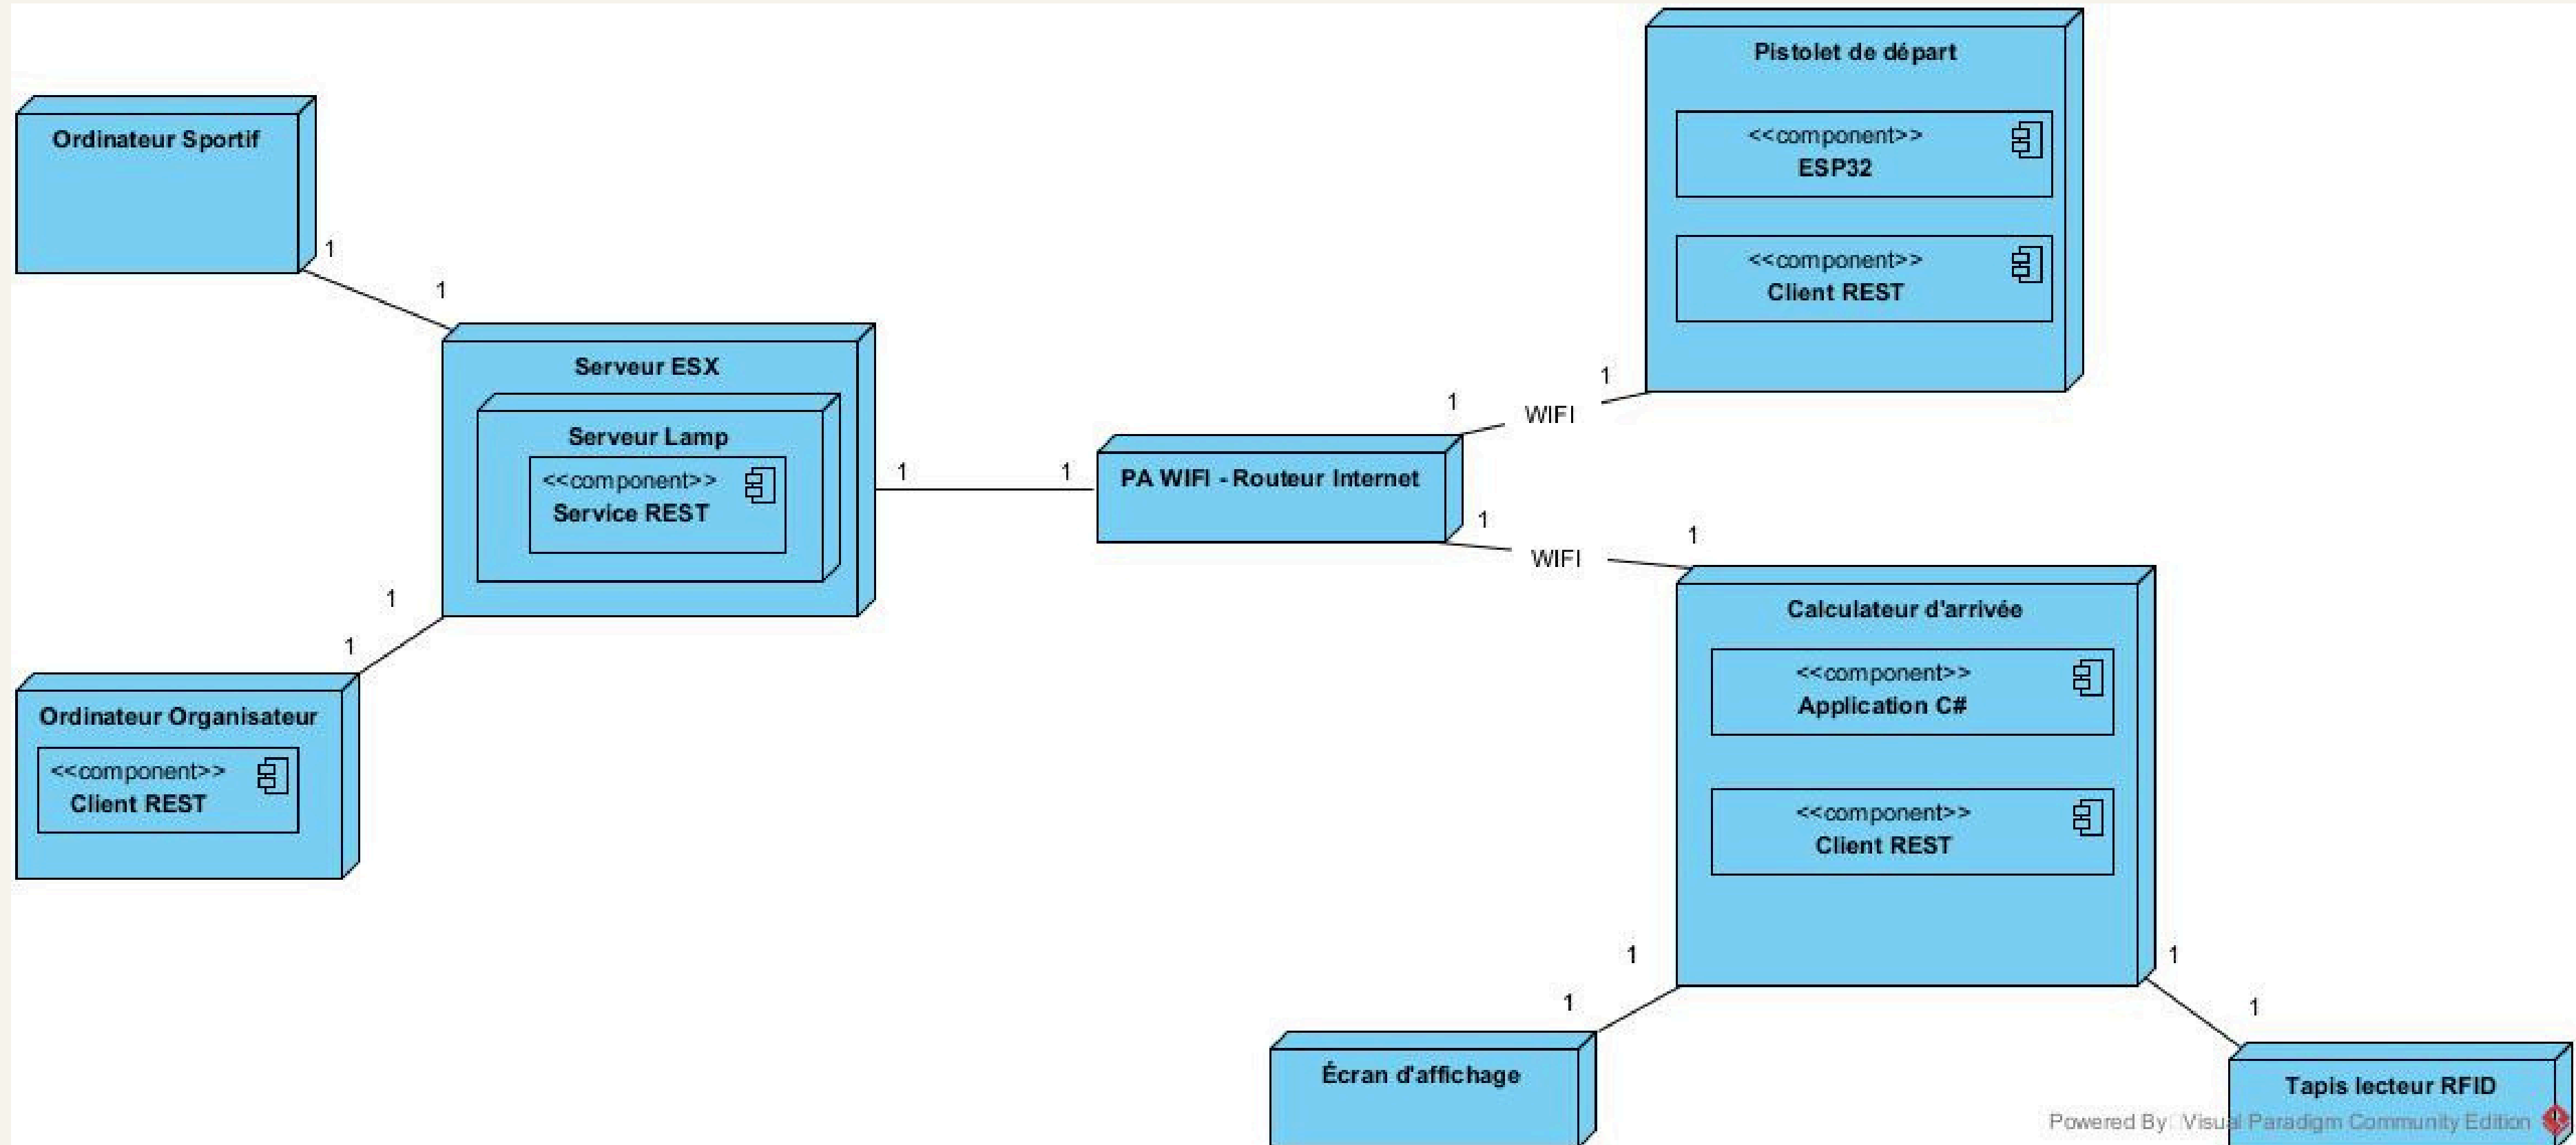 Pistolet de départ
<<component>>
ESP32
<<component>>
Client REST
1
Ordinateur Sportif
1
1
Serveur ESX
Serveur Lamp
<<component>>
Service REST
1
1
PA WIFI - Routeur Internet
1
WIFI
1
WIFI
1
Calculateur d'arrivée
<<component>>
Application C#
<<component>>
Client REST
1
1
1
Ordinateur Organisateur
<<component>>
Client REST
1
1
Écran d'affichage
1
Tapis lecteur RFID
Powered By Visual Paradigm Community Edition